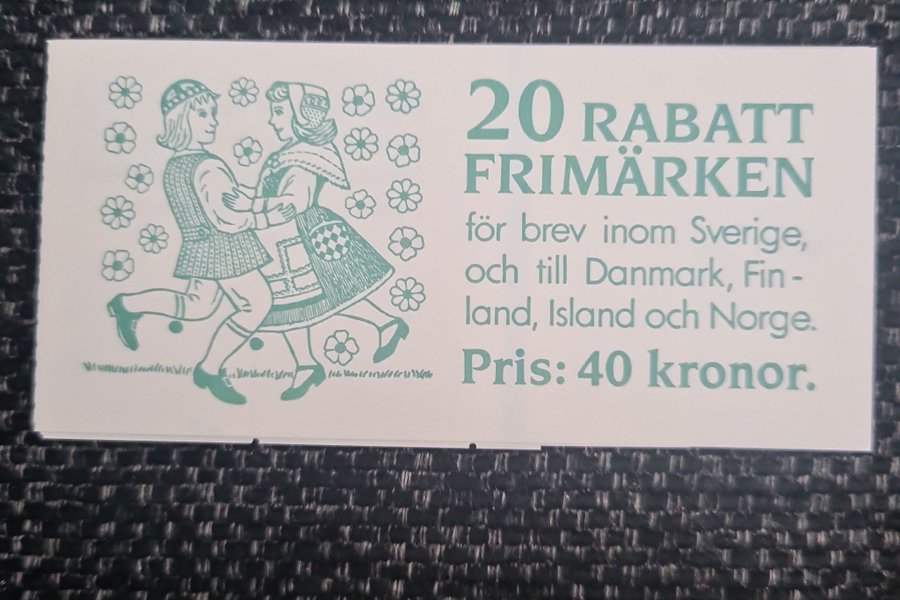 20 RABATT
FRIMÄRKEN
för brev inom Sverige,
och till Danmark, Fin-
land, Island och Norge.
Pris: 40 kronor.